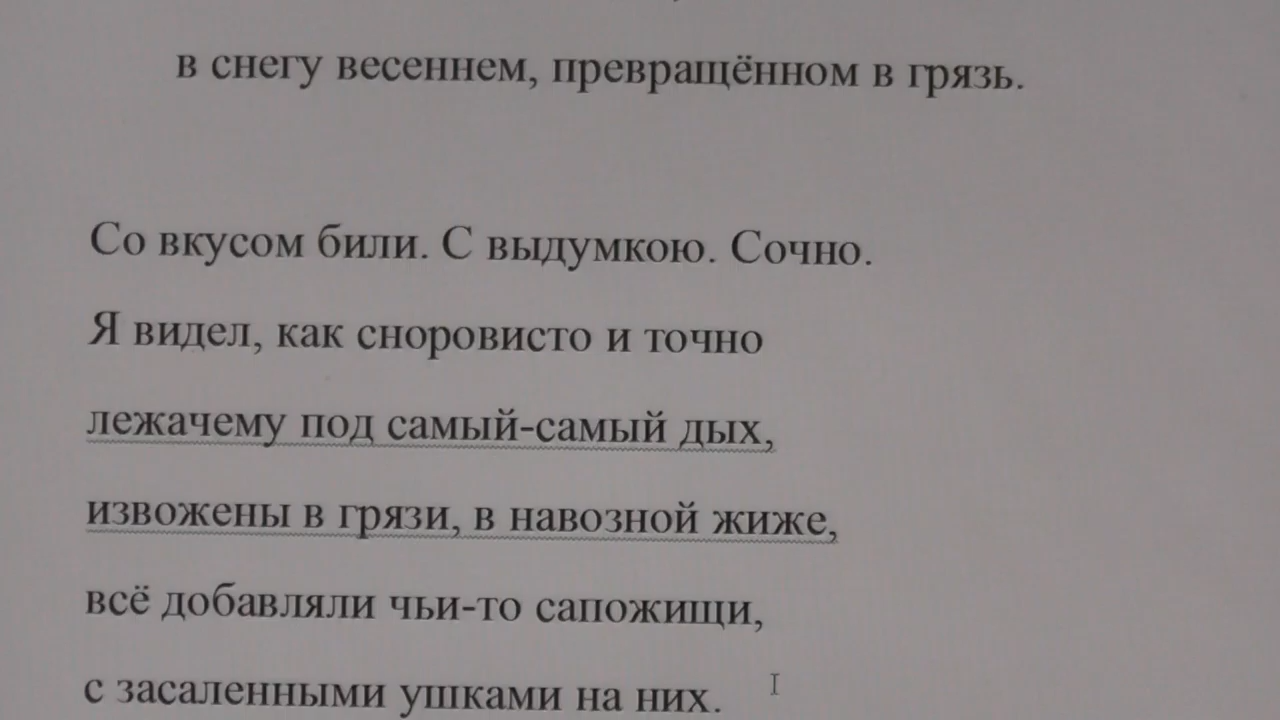 в снегу весеннем, превращённом в грязь.
Со вкусом били. С выдумкою. Сочно.
Я видел, как сноровисто и точно
лежачему под самый-самый дых,
извожены в грязи, в навозной жиже,
всё добавляли чьи-то сапожищи,
с засаленными ушками на них.